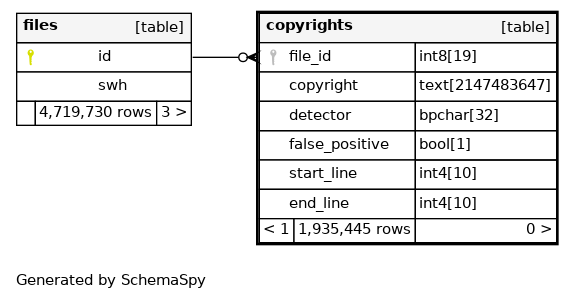 files [table]
id
swh
4,719,730 rows 3 >
copyrights [table]
file_id int8[19]
copyright text[2147483647]
detector bpchar[32]
false_positive bool[1]
start_line int4[10]
end_line int4[10]
< 1 1,935,445 rows 0 >
Generated by SchemaSpy